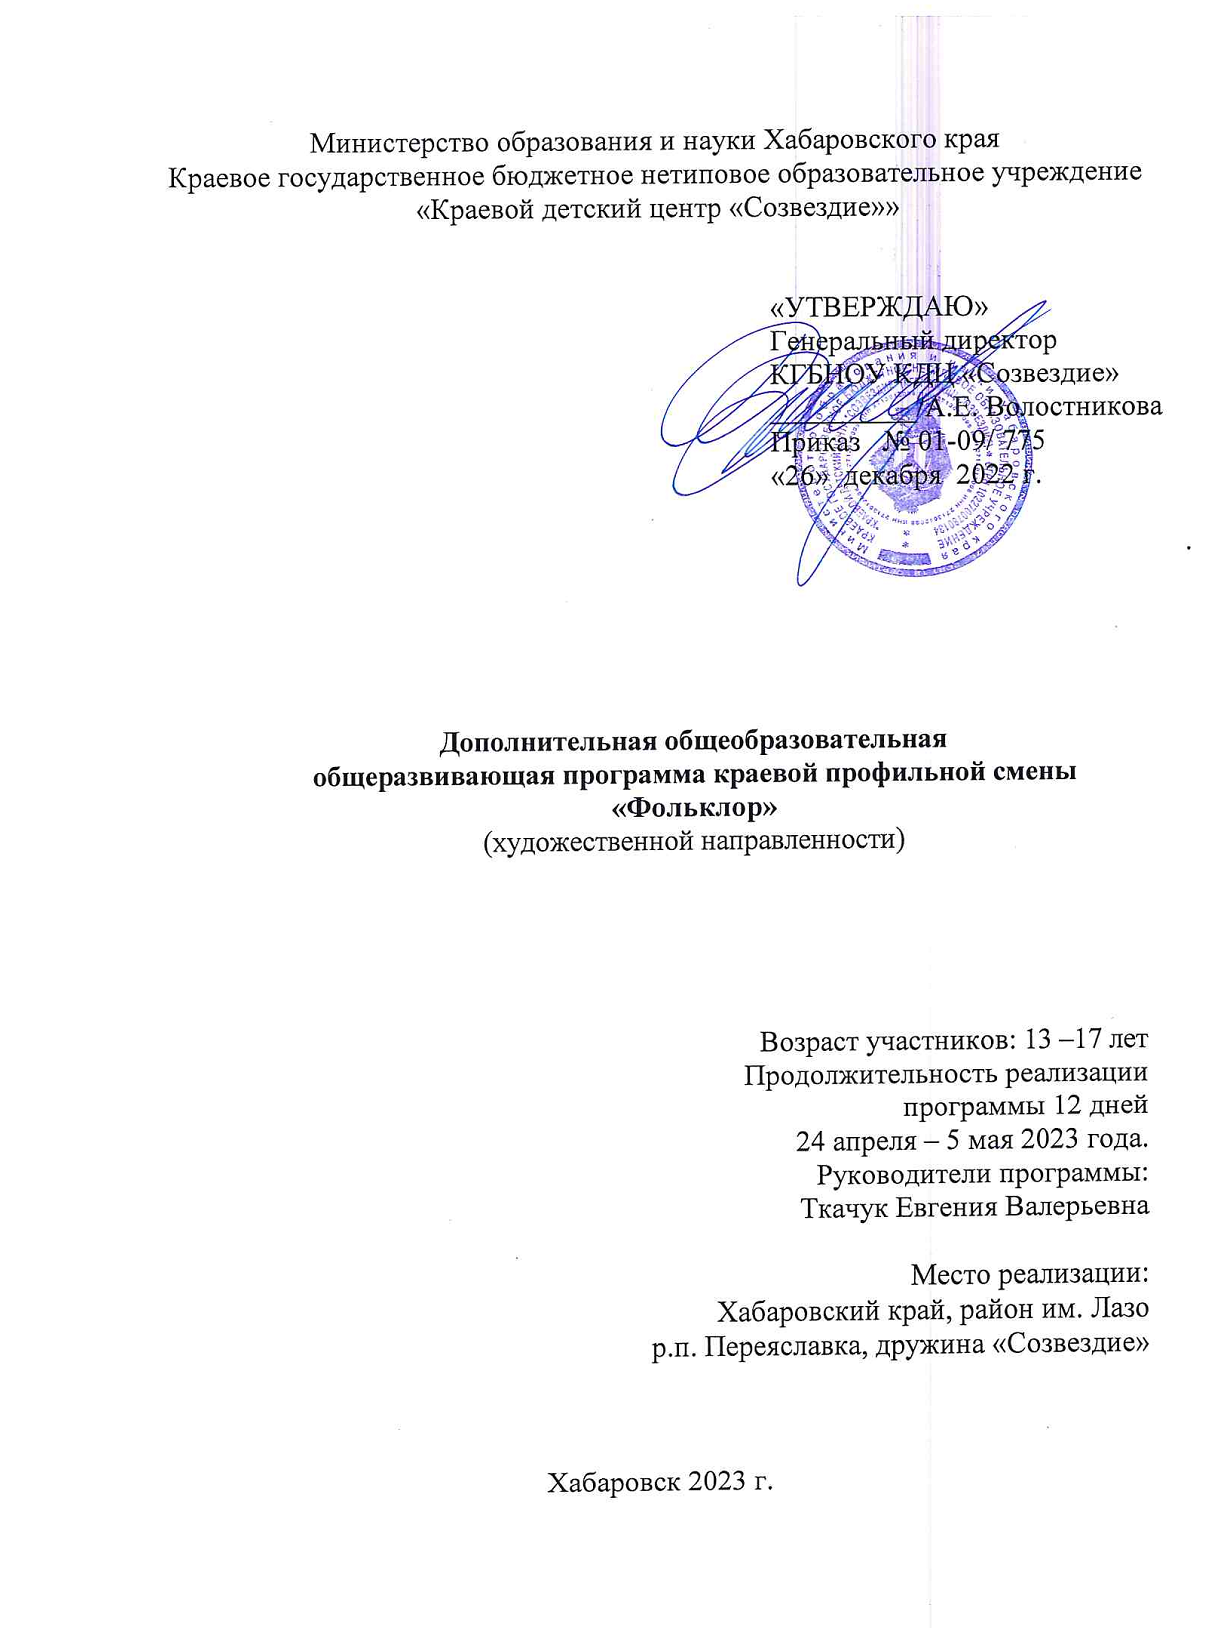 Министерство образования и науки Хабаровского края
Краевое государственное бюджетное нетиповое образовательное учреждение
«Краевой детский центр «Созвездие»»
«УТВЕРЖДАЮ»
Генеральный директор
КГБНОУ КДЦ «Созвездие»
__________ А.Е. Волостникова
Приказ № 01-09/ 775
«26» декабря 2022 г.
Дополнительная общеобразовательная
общеразвивающая программа краевой профильной смены
«Фольклор»
(художественной направленности)
Возраст участников: 13 –17 лет
Продолжительность реализации
программы 12 дней
24 апреля – 5 мая 2023 года.
Руководители программы:
Ткачук Евгения Валерьевна
Место реализации:
Хабаровский край, район им. Лазо
р.п. Переяславка, дружина «Созвездие»
Хабаровск 2023 г.